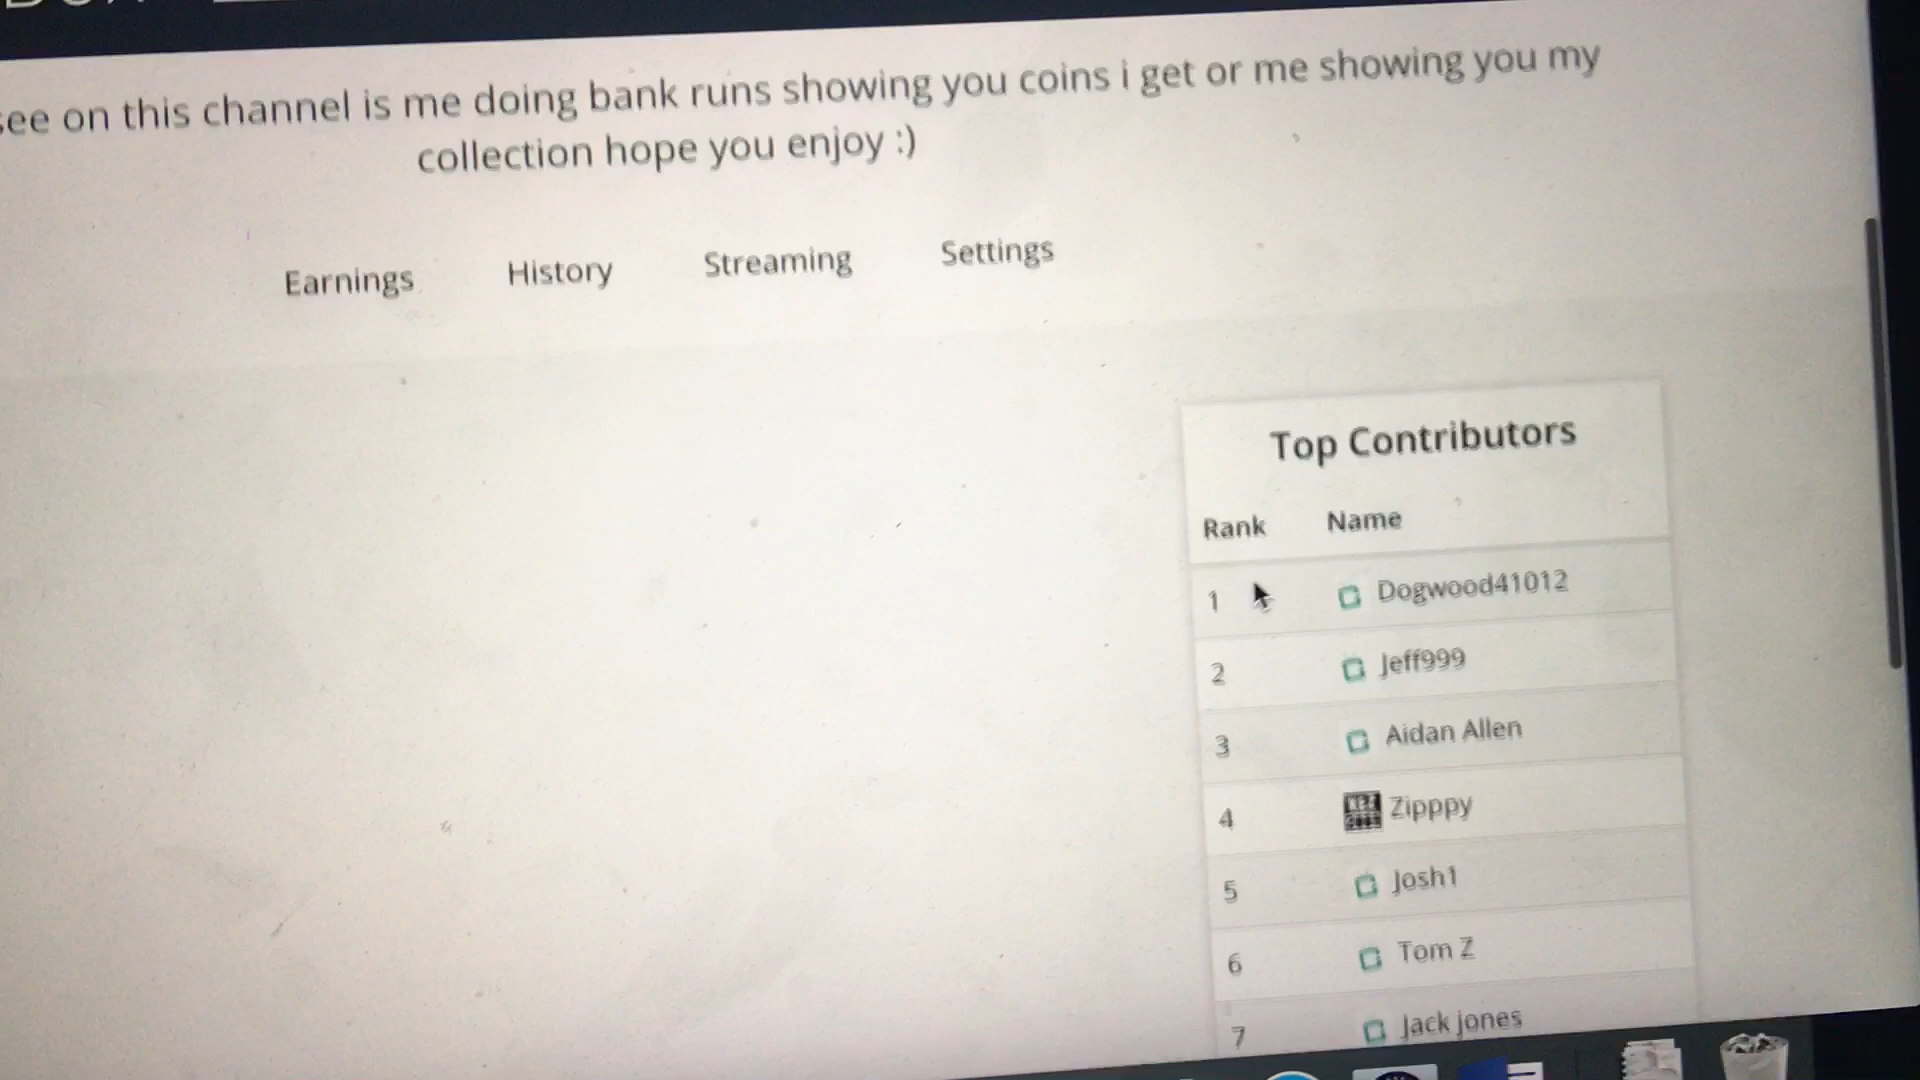 see on this channel is me doing bank runs showing you coins i get or me showing you my
collection hope you enjoy :)
Earnings History Streaming Settings
Top Contributors
Rank Name
1 Dogwood41012
2 Jeff999
3 Aidan Allen
4 Zipppy
5 Josh1
6 Tom Z
7 Jack jones